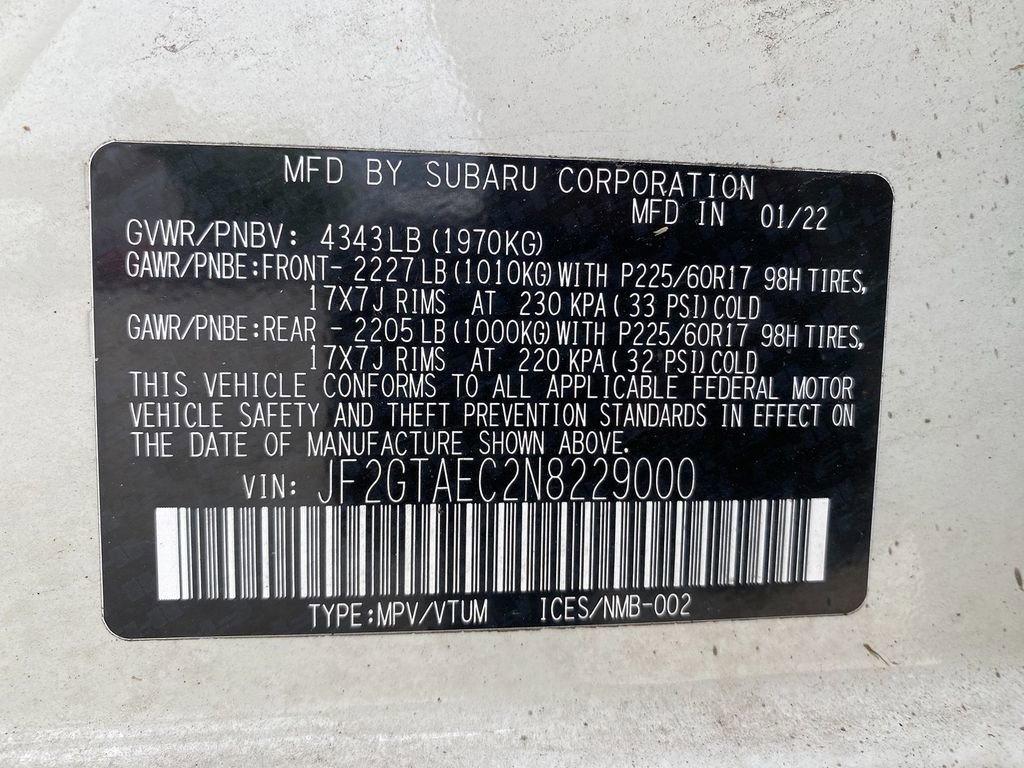 MFD BY SUBARU CORPORATION
MFD IN 01/22
GVWR/PNBV: 4343LB(1970KG)
GAWR/PNBE:FRONT- 2227LB(1010KG)WITH P225/60R17 98H TIRES,
17X7J RIMS AT 230 KPA( 33 PSI)COLD
GAWR/PNBE:REAR - 2205LB(1000KG)WITH P225/60R17 98H TIRES,
17X7J RIMS AT 220 KPA( 32 PSI)COLD
THIS VEHICLE CONFORMS TO ALL APPLICABLE FEDERAL MOTOR
VEHICLE SAFETY AND THEFT PREVENTION STANDARDS IN EFFECT ON
THE DATE OF MANUFACTURE SHOWN ABOVE.
VIN: JF2GTAEC2N8229000
TYPE:MPV/VTUM ICES/NMB-002